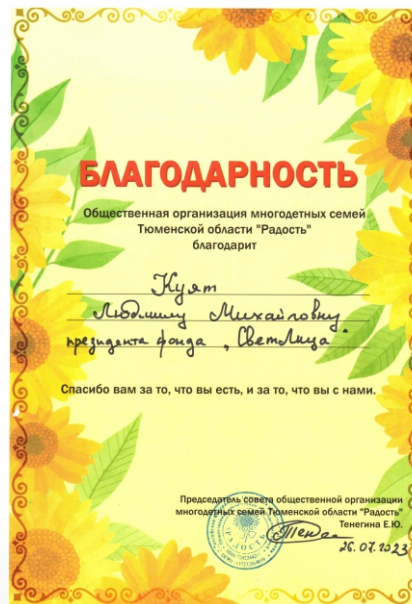 БЛАГОДАРНОСТЬ
Общественная организация многодетных семей
Тюменской области "Радость"
благодарит
Куят
Людмилу Михайловну
президента фонда „СветЛица"
Спасибо вам за то, что вы есть, и за то, что вы с нами.
Председатель совета общественной организации
многодетных семей Тюменской области "Радость"
Тенегина Е.Ю.
РАДОСТЬ
26.07.2023